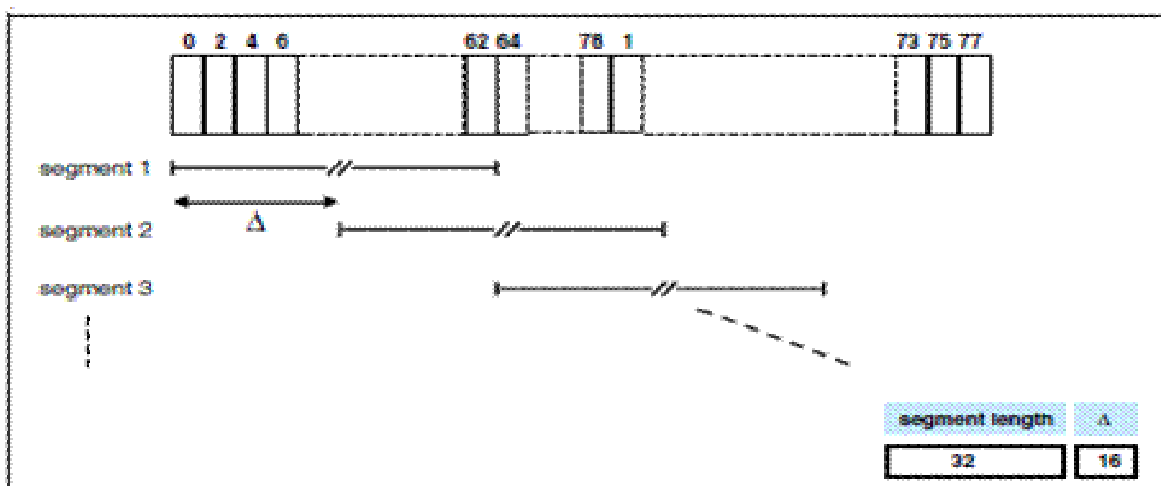 0 2 4 6 62 64 78 1 73 75 77
segment 1
Δ
segment 2
segment 3
segment length Δ
32 16